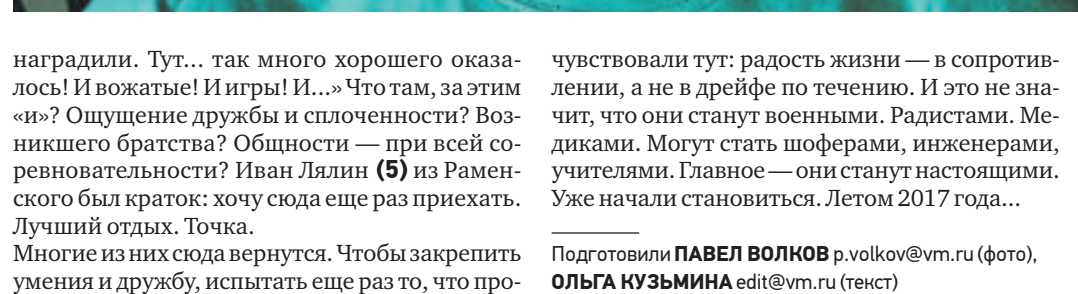 наградили. Тут... так много хорошего оказа-
лось! И вожатые! И игры! И...» Что там, за этим
«и»? Ощущение дружбы и сплоченности? Воз-
никшего братства? Общности — при всей со-
ревновательности? Иван Лялин (5) из Рамен-
ского был краток: хочу сюда еще раз приехать.
Лучший отдых. Точка.
Многие из них сюда вернутся. Чтобы закрепить
умения и дружбу, испытать еще раз то, что про-
чувствовали тут: радость жизни — в сопротив-
лении, а не в дрейфе по течению. И это не зна-
чит, что они станут военными. Радистами. Ме-
диками. Могут стать шоферами, инженерами,
учителями. Главное — они станут настоящими.
Уже начали становиться. Летом 2017 года...
Подготовили ПАВЕЛ ВОЛКОВ p.volkov@vm.ru (фото),
ОЛЬГА КУЗЬМИНА edit@vm.ru (текст)